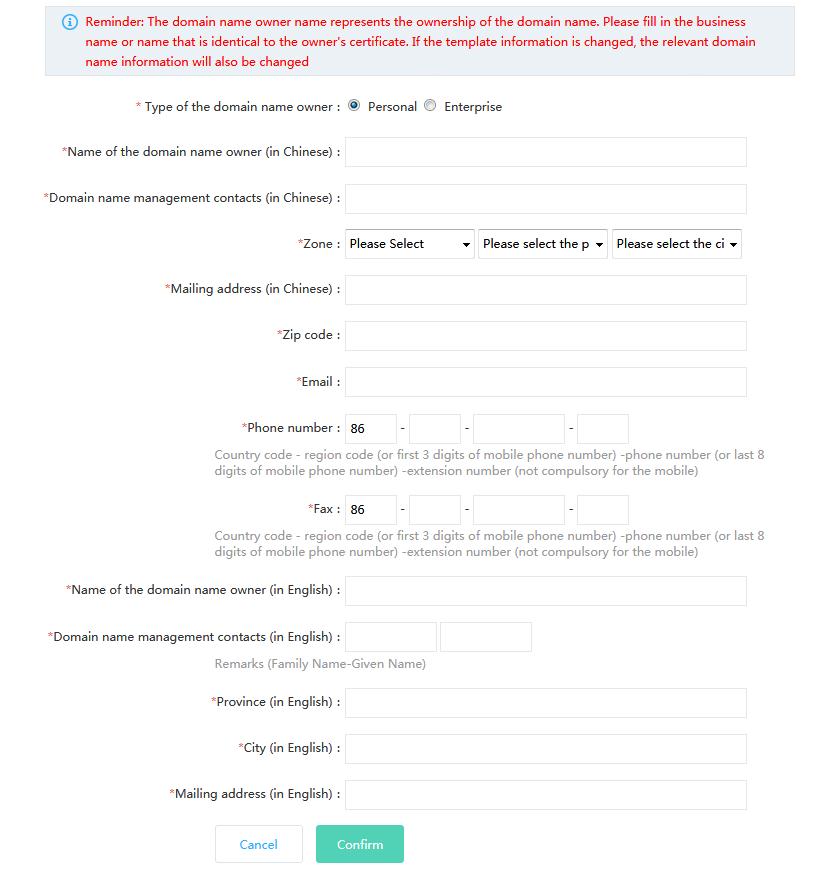 Reminder: The domain name owner name represents the ownership of the domain name. Please fill in the business
name or name that is identical to the owner's certificate. If the template information is changed, the relevant domain
name information will also be changed
* Type of the domain name owner : Personal Enterprise
*Name of the domain name owner (in Chinese) :
*Domain name management contacts (in Chinese) :
*Zone : Please Select Please select the p Please select the ci
*Mailing address (in Chinese) :
*Zip code :
*Email :
*Phone number : 86 - - -
Country code - region code (or first 3 digits of mobile phone number) -phone number (or last 8
digits of mobile phone number) -extension number (not compulsory for the mobile)
*Fax : 86 - - -
Country code - region code (or first 3 digits of mobile phone number) -phone number (or last 8
digits of mobile phone number) -extension number (not compulsory for the mobile)
*Name of the domain name owner (in English) :
*Domain name management contacts (in English) :
Remarks (Family Name-Given Name)
*Province (in English) :
*City (in English) :
*Mailing address (in English) :
Cancel Confirm